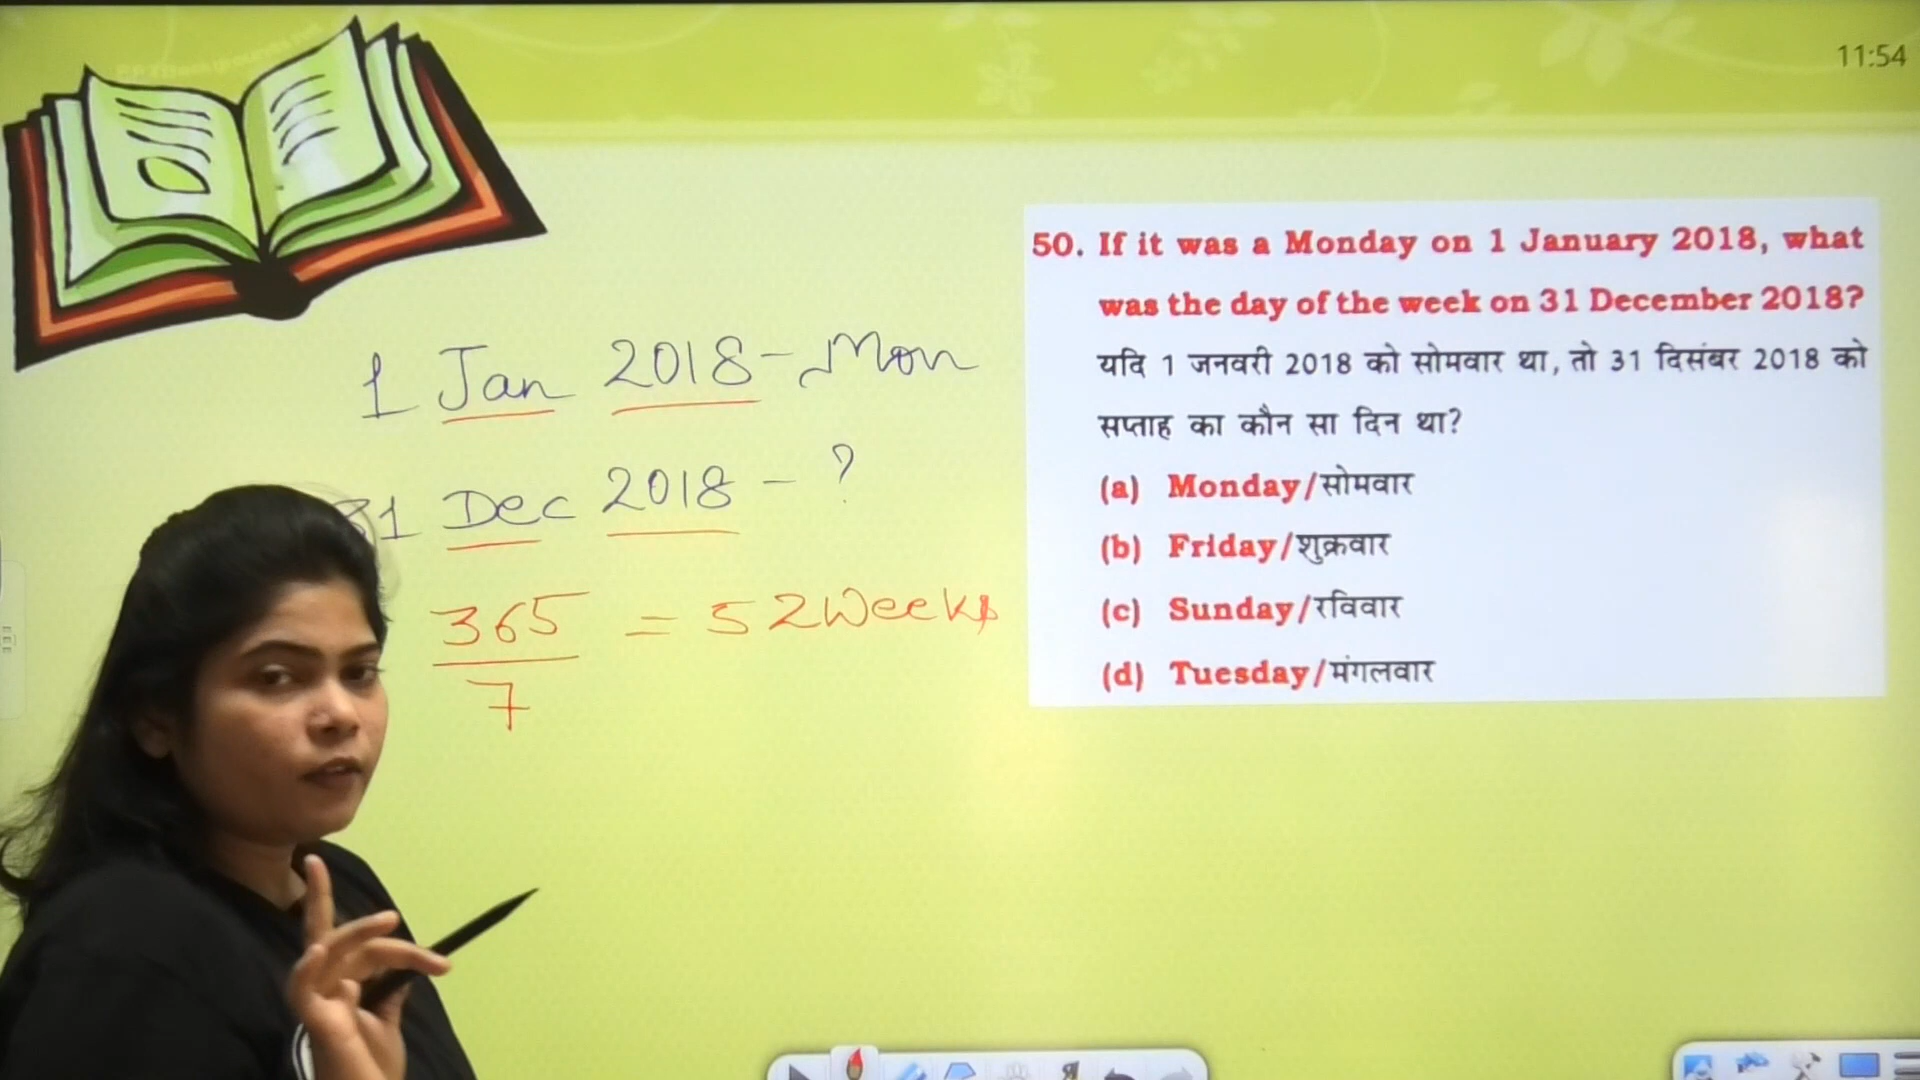 11:54
1 Jan 2018 - Mon
31 Dec 2018 - ?
365 = 52 Weeks
7
50. If it was a Monday on 1 January 2018, what
was the day of the week on 31 December 2018?
यदि 1 जनवरी 2018 को सोमवार था, तो 31 दिसंबर 2018 को
सप्ताह का कौन सा दिन था?
(a) Monday/सोमवार
(b) Friday/शुक्रवार
(c) Sunday/रविवार
(d) Tuesday/मंगलवार